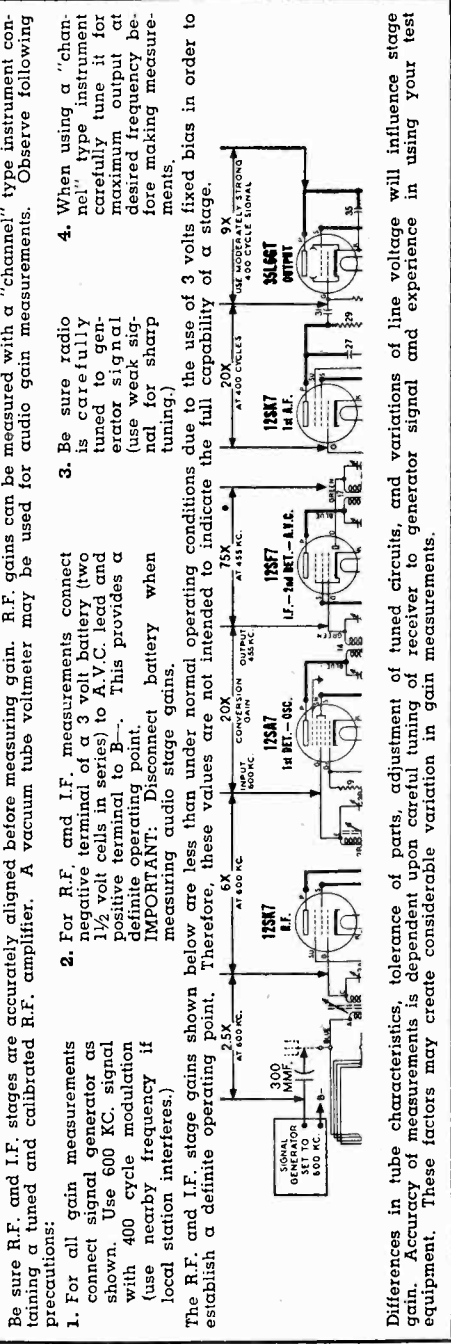 Be sure R.F. and I.F. stages are accurately aligned before measuring gain. R.F. gains can be measured with a "channel" type instrument con-
taining a tuned and calibrated R.F. amplifier. A vacuum tube voltmeter may be used for audio gain measurements. Observe following
precautions:
1. For all gain measurements
connect signal generator as
shown. Use 600 KC. signal
with 400 cycle modulation
(use nearby frequency if
local station interferes.)
2. For R.F. and I.F. measurements connect
negative terminal of a 3 volt battery (two
1½ volt cells in series) to A.V.C. lead and
positive terminal to B—. This provides a
definite operating point.
IMPORTANT: Disconnect battery when
measuring audio stage gains.
3. Be sure radio
is carefully
tuned to gen-
erator signal
(use weak sig-
nal for sharp
tuning.)
4. When using a "chan-
nel" type instrument
carefully tune it for
maximum output at
desired frequency be-
fore making measure-
ments.
The R.F. and I.F. stage gains shown below are less than under normal operating conditions due to the use of 3 volts fixed bias in order to
establish a definite operating point. Therefore, these values are not intended to indicate the full capability of a stage.
2.5X
AT 600 KC.
6X
AT 600 KC.
20X
INPUT CONVERSION OUTPUT
600 KC. GAIN 455 KC.
75X
AT 455 KC.
20X
AT 400 CYCLES
9X
USE MODERATELY STRONG
400 CYCLE SIGNAL
SIGNAL
GENERATOR
SET TO
600 KC.
300
MMF.
B-
BLUE
12SK7
R.F.
12SA7
1st DET.—OSC.
12SF7
I.F.—2nd DET.—A.V.C.
12SK7
1st A.F.
35L6GT
OUTPUT
GREEN
BLUE
9
14
17
27
29
31
35
Differences in tube characteristics, tolerance of parts, adjustment of tuned circuits, and variations of line voltage will influence stage
gain. Accuracy of measurements is dependent upon careful tuning of receiver to generator signal and experience in using your test
equipment. These factors may create considerable variation in gain measurements.